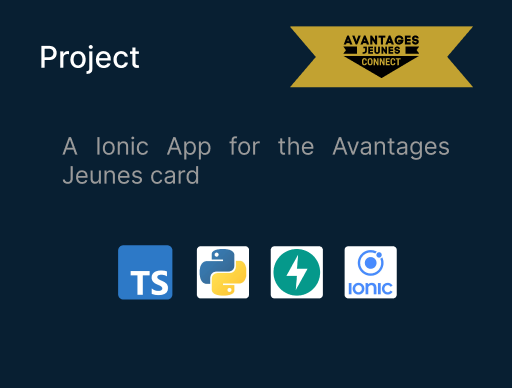 Project
AVANTAGES
JEUNES
CONNECT
A Ionic App for the Avantages
Jeunes card
TS
IONIC